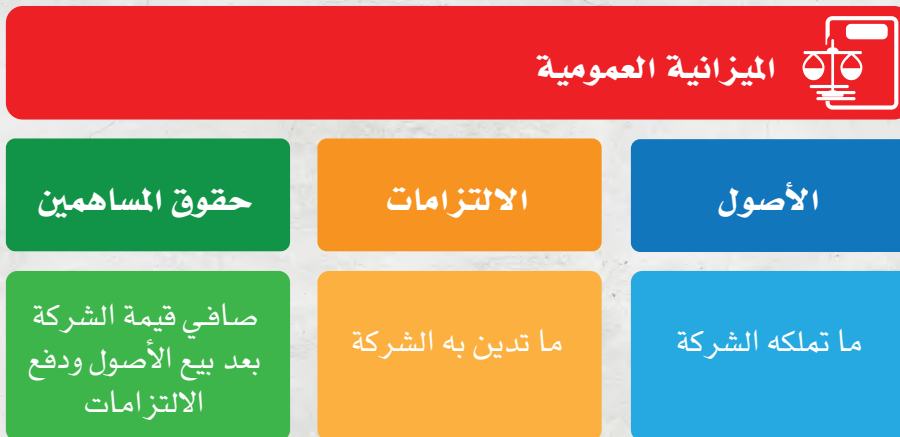 الميزانية العمومية
الأصول
الالتزامات
حقوق المساهمين
ما تملكه الشركة
ما تدين به الشركة
صافي قيمة الشركة
بعد بيع الأصول ودفع
الالتزامات